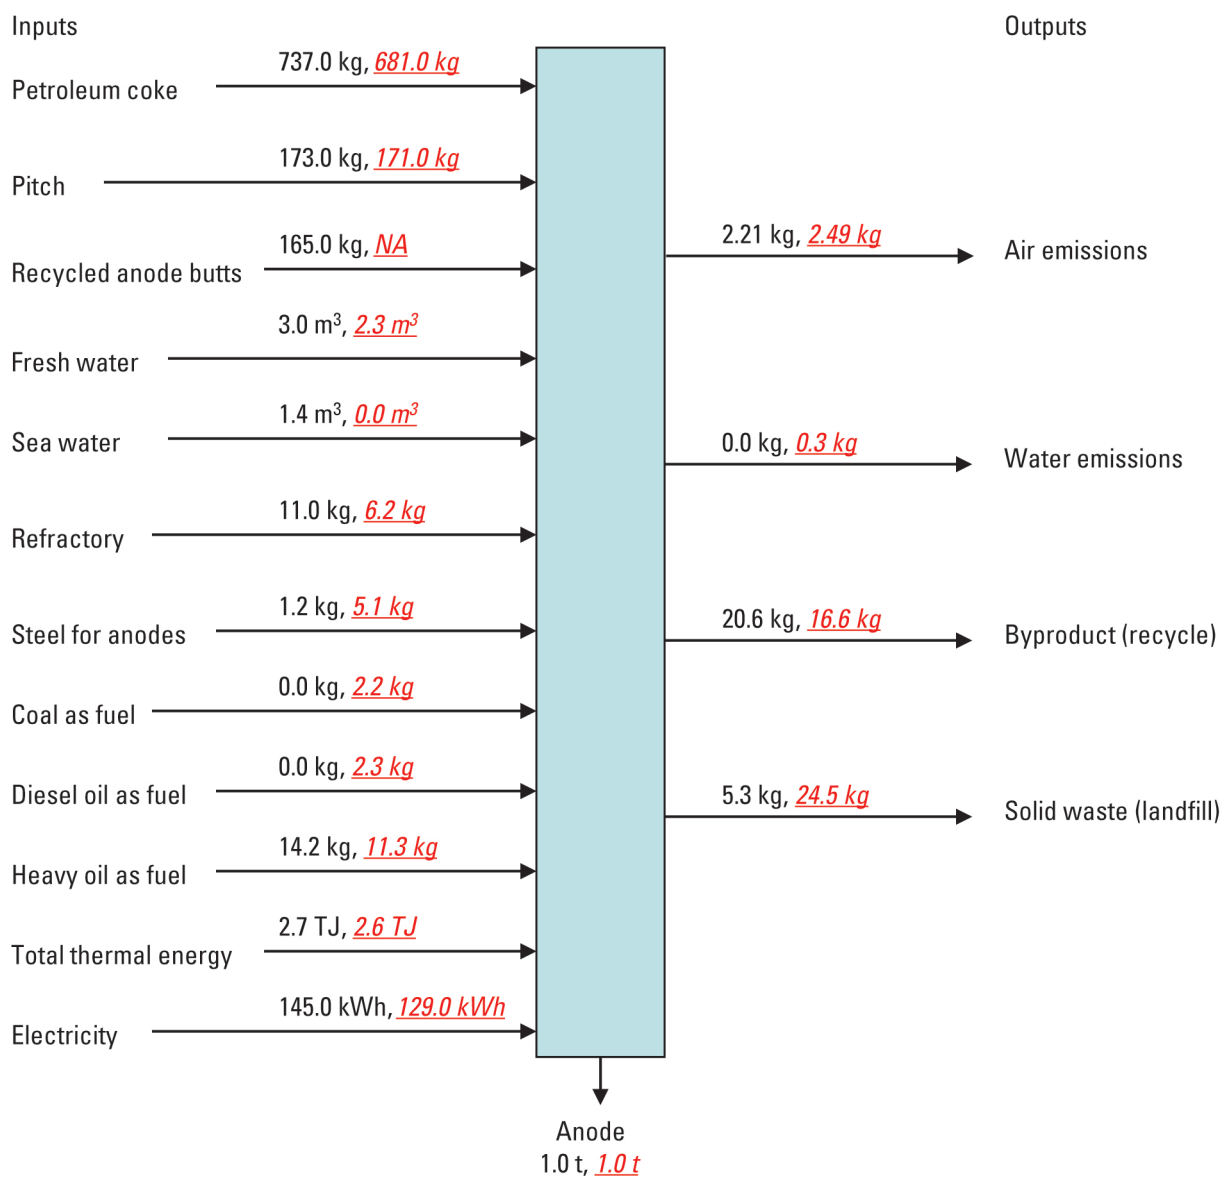 Inputs
Outputs
737.0 kg, 681.0 kg
Petroleum coke
173.0 kg, 171.0 kg
Pitch
165.0 kg, NA
Recycled anode butts
3.0 m³, 2.3 m³
Fresh water
1.4 m³, 0.0 m³
Sea water
11.0 kg, 6.2 kg
Refractory
1.2 kg, 5.1 kg
Steel for anodes
0.0 kg, 2.2 kg
Coal as fuel
0.0 kg, 2.3 kg
Diesel oil as fuel
14.2 kg, 11.3 kg
Heavy oil as fuel
2.7 TJ, 2.6 TJ
Total thermal energy
145.0 kWh, 129.0 kWh
Electricity
2.21 kg, 2.49 kg
Air emissions
0.0 kg, 0.3 kg
Water emissions
20.6 kg, 16.6 kg
Byproduct (recycle)
5.3 kg, 24.5 kg
Solid waste (landfill)
Anode
1.0 t, 1.0 t